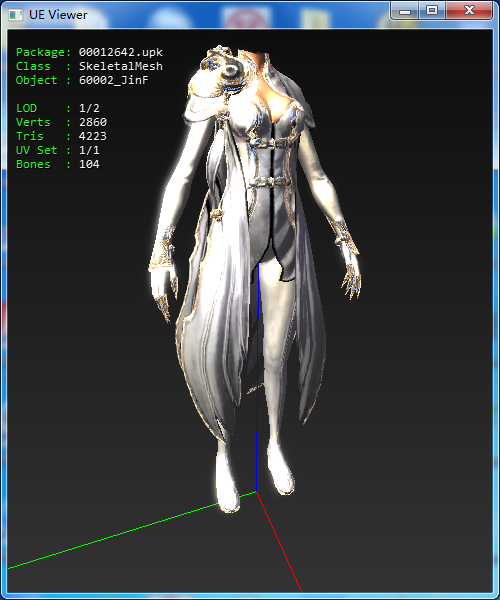 UE Viewer
Package: 00012642.upk
Class  : SkeletalMesh
Object : 60002_JinF
LOD    : 1/2
Verts  : 2860
Tris   : 4223
UV Set : 1/1
Bones  : 104